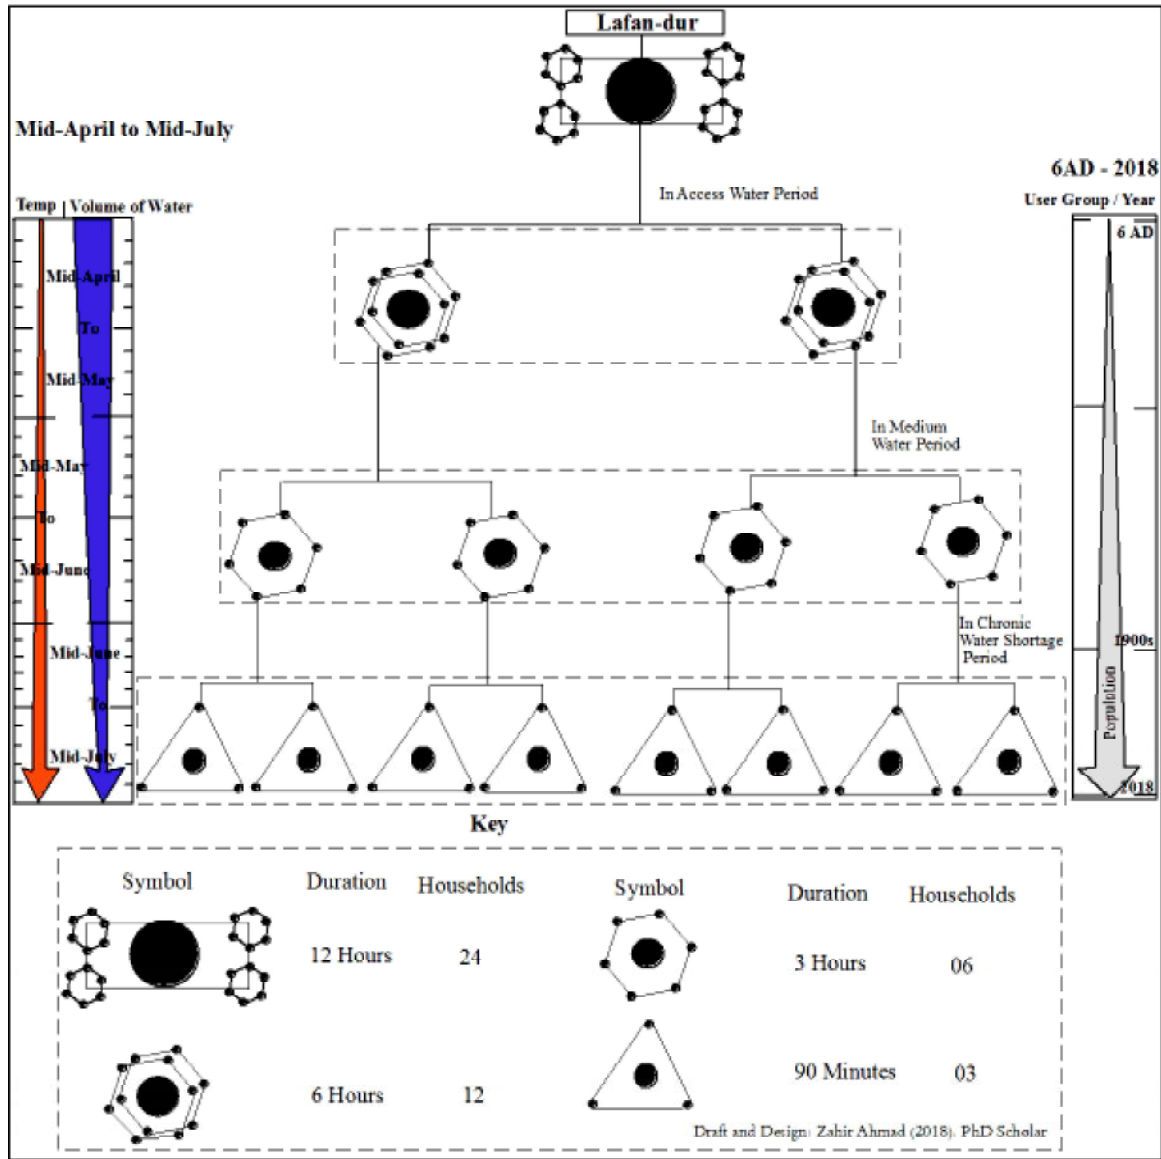 Lafan-dur
Mid-April to Mid-July
6AD - 2018
In Access Water Period
Temp
Volume of Water
User Group / Year
6 AD
Mid-April
To
Mid-May
In Medium
Water Period
Mid-May
To
Mid-June
In Chronic
Water Shortage
Period
1900s
Mid-June
To
Mid-July
Population
2018
Key
Symbol
Duration
Households
Symbol
Duration
Households
12 Hours
24
3 Hours
06
6 Hours
12
90 Minutes
03
Draft and Design: Zahir Ahmad (2018). PhD Scholar